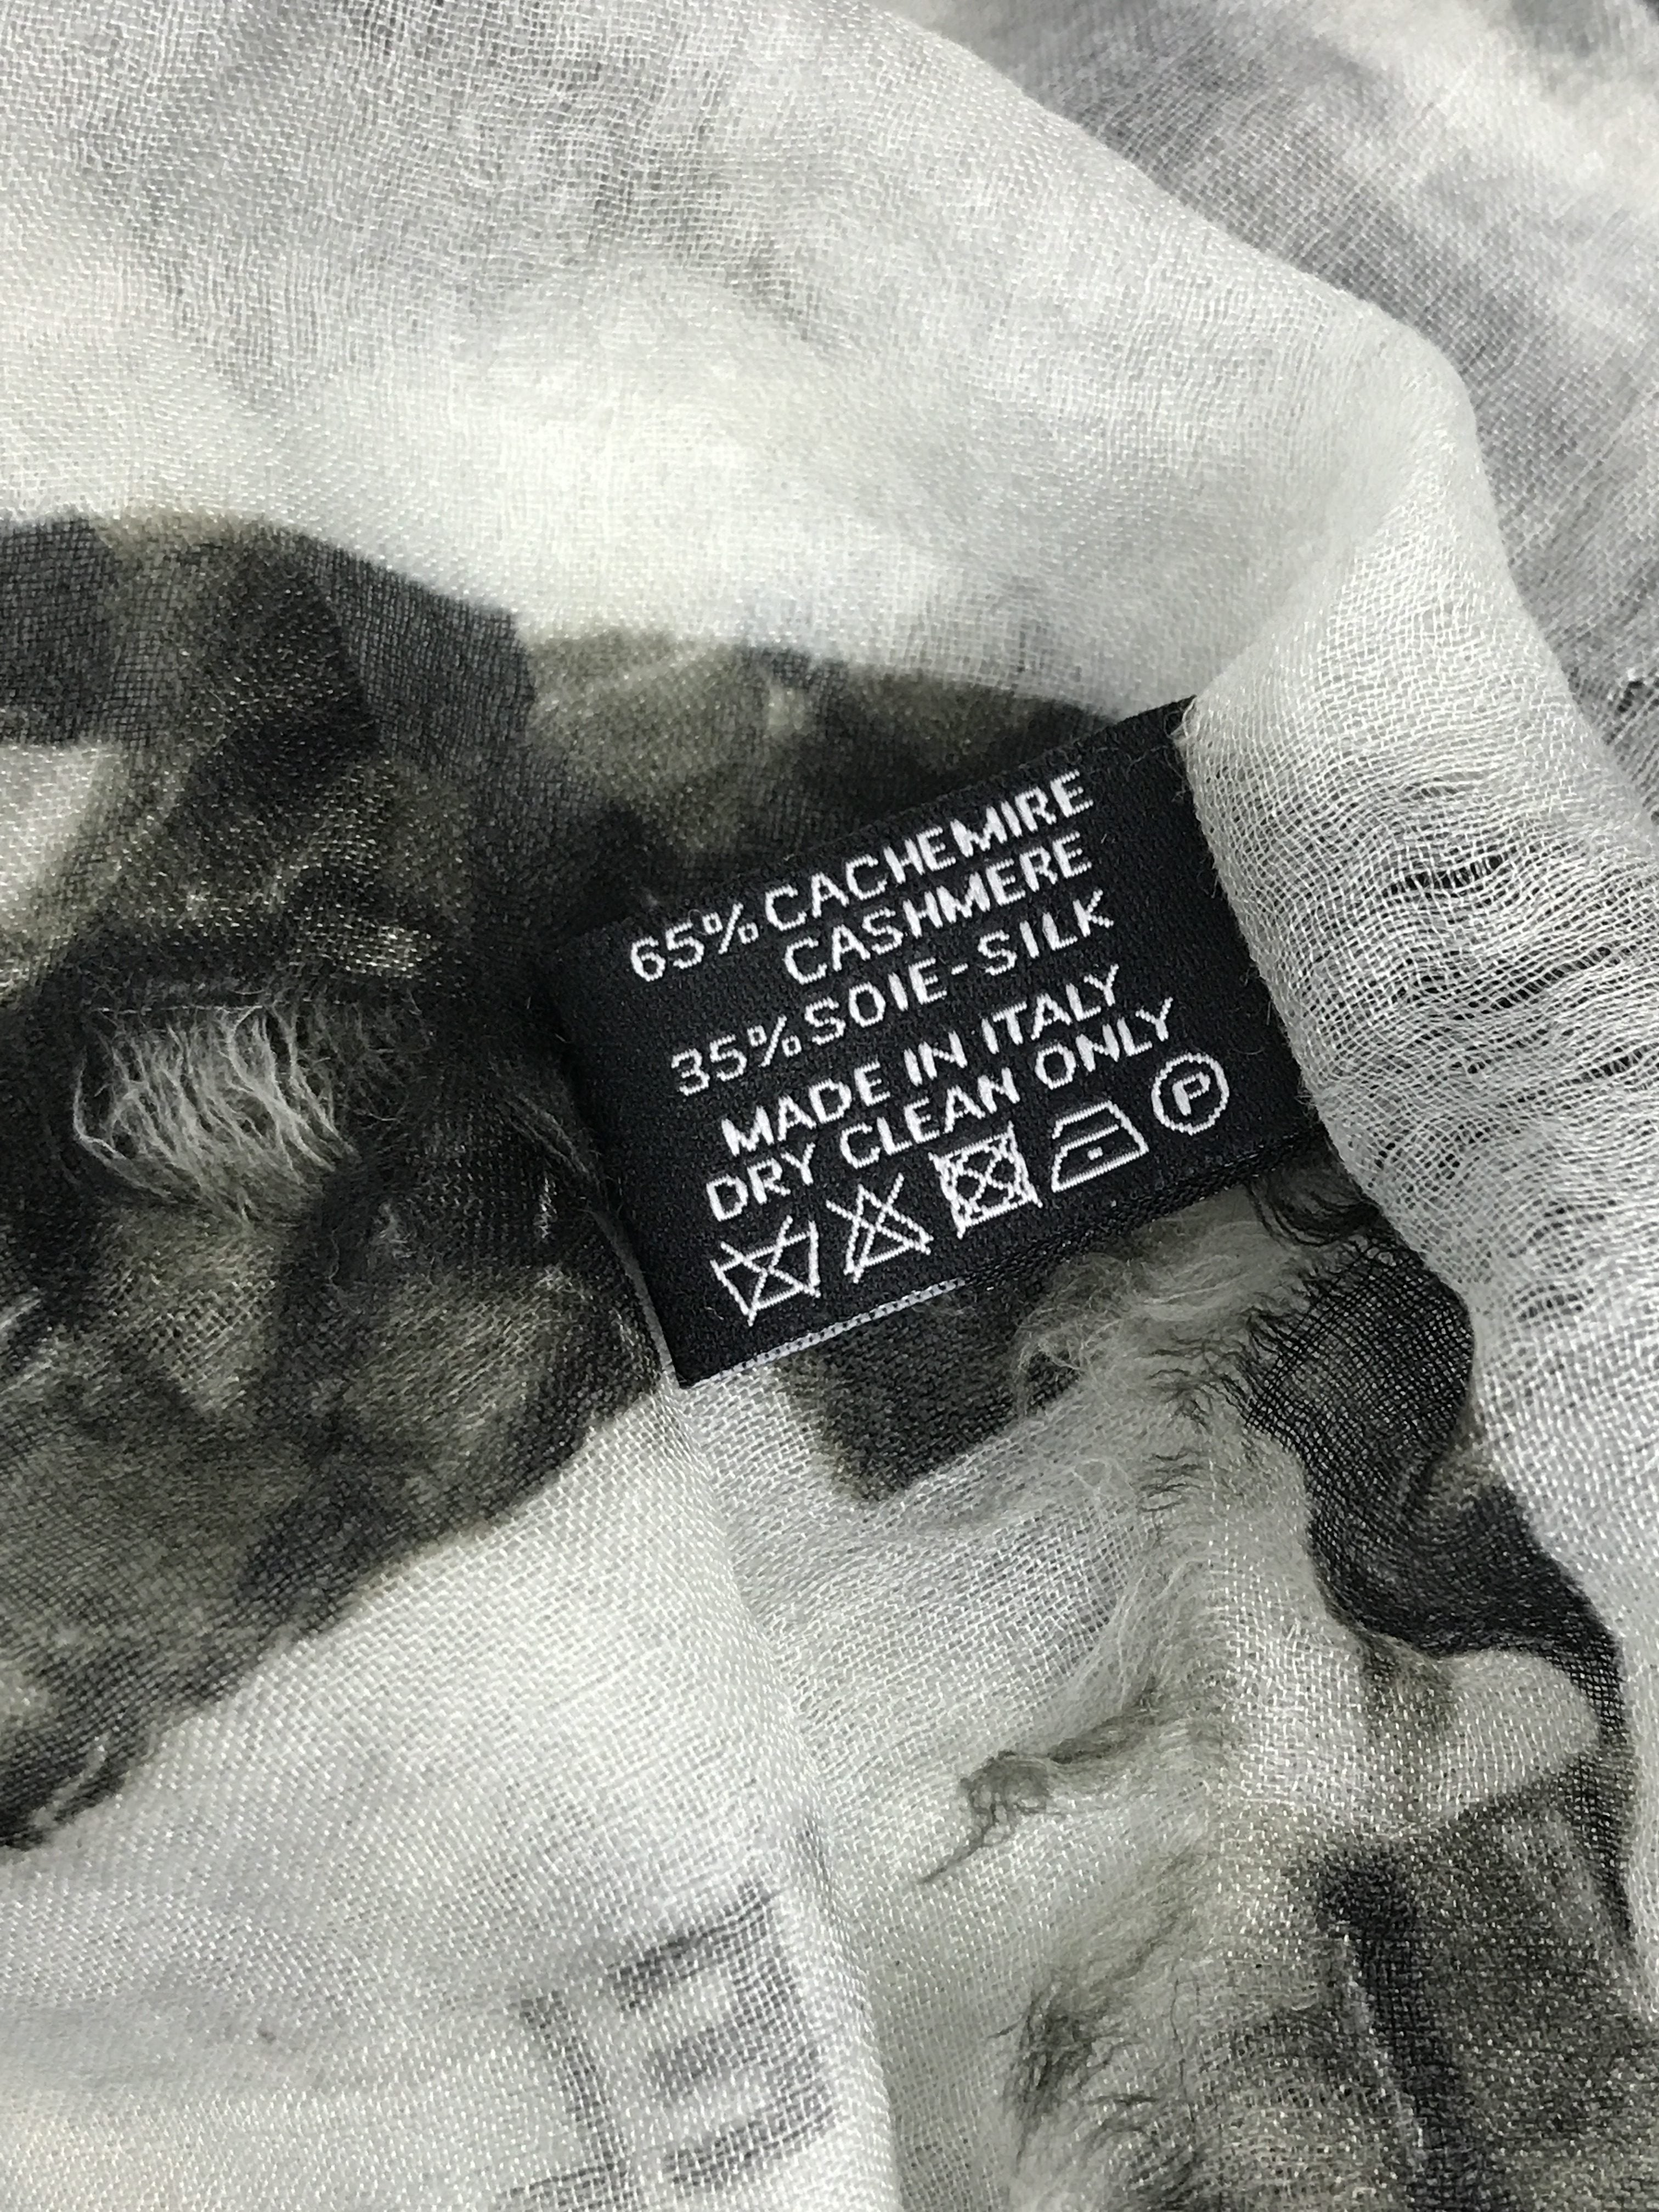 65% CACHEMIRE
CASHMERE
35% SOIE-SILK
MADE IN ITALY
DRY CLEAN ONLY
P